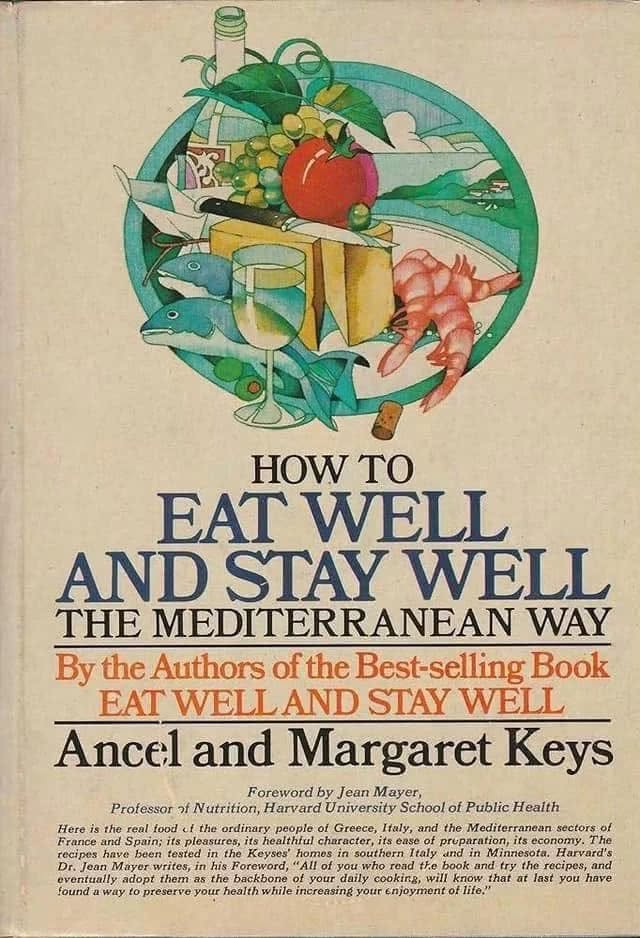 HOW TO
EAT WELL
AND STAY WELL
THE MEDITERRANEAN WAY
By the Authors of the Best-selling Book
EAT WELL AND STAY WELL
Ancel and Margaret Keys
Foreword by Jean Mayer,
Professor of Nutrition, Harvard University School of Public Health
Here is the real food of the ordinary people of Greece, Italy, and the Mediterranean sectors of
France and Spain; its pleasures, its healthful character, its ease of preparation, its economy. The
recipes have been tested in the Keyses' homes in southern Italy and in Minnesota. Harvard's
Dr. Jean Mayer writes, in his Foreword, "All of you who read the book and try the recipes, and
eventually adopt them as the backbone of your daily cooking, will know that at last you have
found a way to preserve your health while increasing your enjoyment of life."